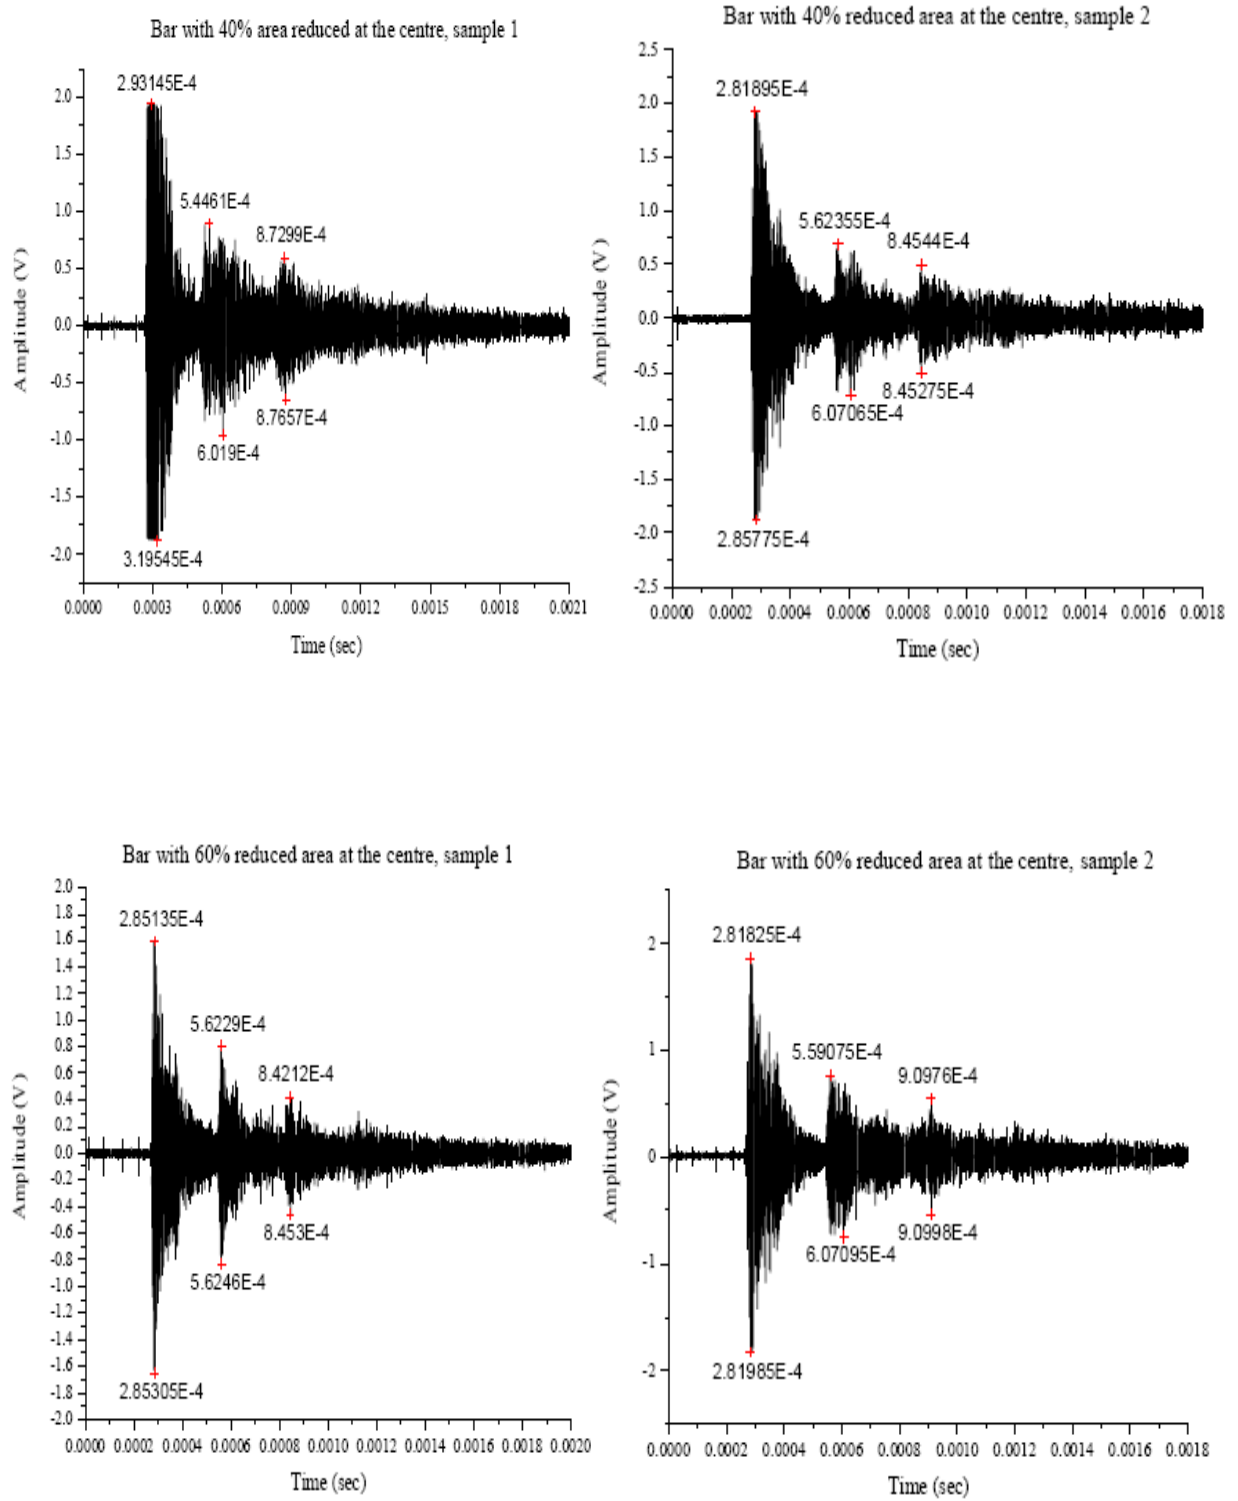 Bar with 40% area reduced at the centre, sample 1
2.93145E-4
5.4461E-4
8.7299E-4
8.7657E-4
6.019E-4
3.19545E-4
2.0
1.5
1.0
0.5
0.0
-0.5
-1.0
-1.5
-2.0
Amplitude (V)
0.0000 0.0003 0.0006 0.0009 0.0012 0.0015 0.0018 0.0021
Time (sec)
Bar with 40% reduced area at the centre, sample 2
2.81895E-4
5.62355E-4
8.4544E-4
8.45275E-4
6.07065E-4
2.85775E-4
2.5
2.0
1.5
1.0
0.5
0.0
-0.5
-1.0
-1.5
-2.0
-2.5
Amplitude (V)
0.0000 0.0002 0.0004 0.0006 0.0008 0.0010 0.0012 0.0014 0.0016 0.0018
Time (sec)
Bar with 60% reduced area at the centre, sample 1
2.85135E-4
5.6229E-4
8.4212E-4
8.453E-4
5.6246E-4
2.85305E-4
2.0
1.8
1.6
1.4
1.2
1.0
0.8
0.6
0.4
0.2
0.0
-0.2
-0.4
-0.6
-0.8
-1.0
-1.2
-1.4
-1.6
-1.8
-2.0
Amplitude (V)
0.0000 0.0002 0.0004 0.0006 0.0008 0.0010 0.0012 0.0014 0.0016 0.0018 0.0020
Time (sec)
Bar with 60% reduced area at the centre, sample 2
2.81825E-4
5.59075E-4
9.0976E-4
9.0998E-4
6.07095E-4
2.81985E-4
2
1
0
-1
-2
Amplitude (V)
0.0000 0.0002 0.0004 0.0006 0.0008 0.0010 0.0012 0.0014 0.0016 0.0018
Time (sec)